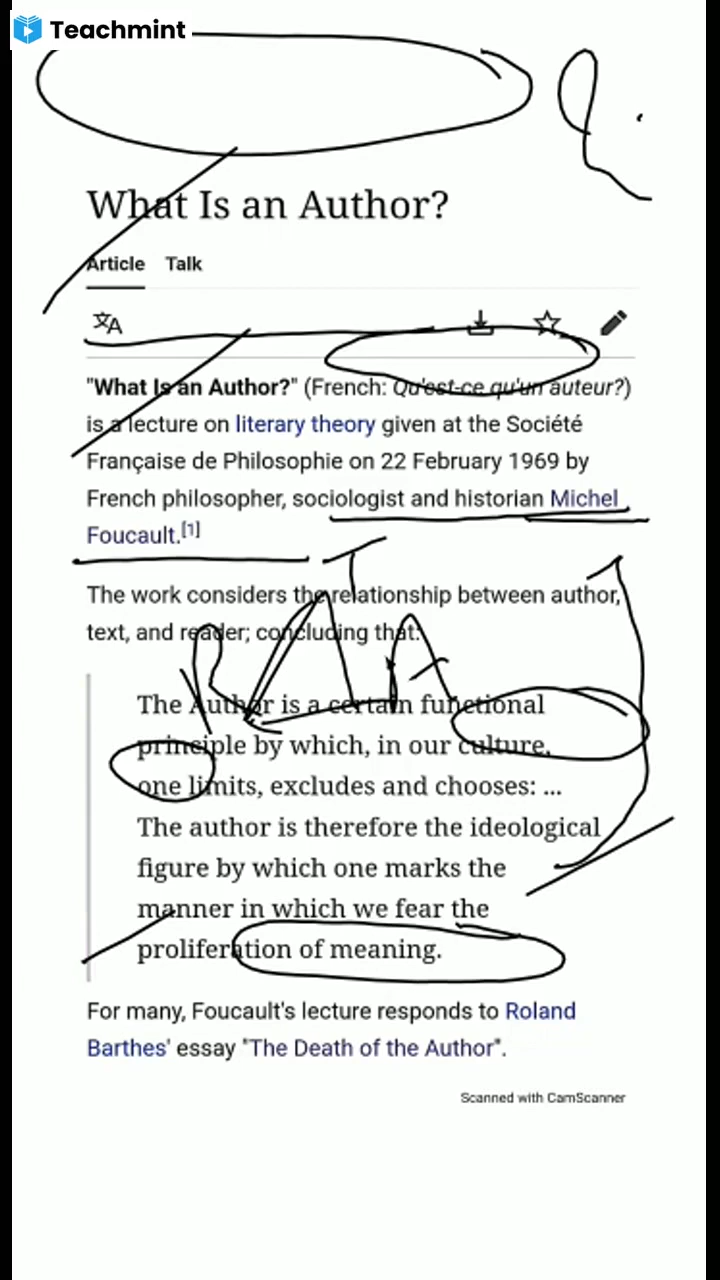 Teachmint
What Is an Author?
Article Talk
"What Is an Author?" (French: Qu'est-ce qu'un auteur?)
is a lecture on literary theory given at the Société
Française de Philosophie on 22 February 1969 by
French philosopher, sociologist and historian Michel
Foucault.[1]
The work considers the relationship between author,
text, and reader; concluding that:
T
R A
The Author is a certain functional
principle by which, in our culture,
one limits, excludes and chooses: ...
The author is therefore the ideological
figure by which one marks the
manner in which we fear the
proliferation of meaning.
For many, Foucault's lecture responds to Roland
Barthes' essay "The Death of the Author".
Scanned with CamScanner